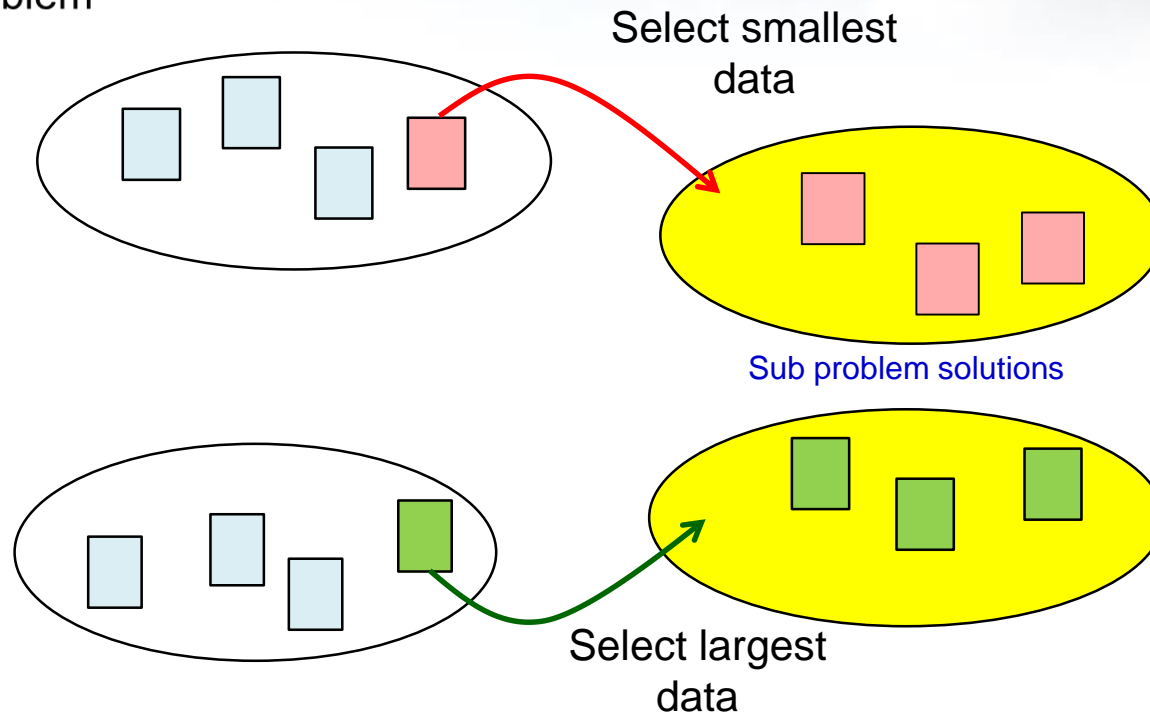 Select smallest
data
Sub problem solutions
Select largest
data